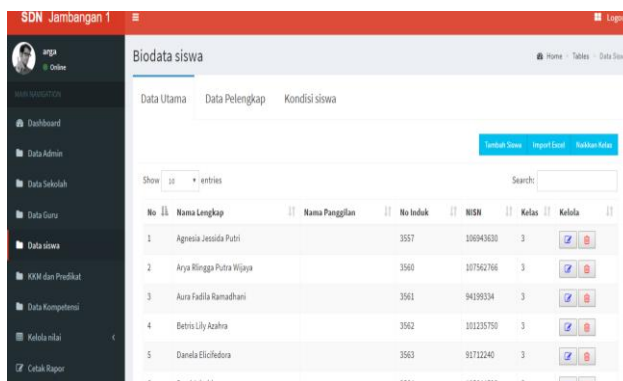 SDN Jambangan 1
Logo
arga
Online
MAIN NAVIGATION
Dashboard
Data Admin
Data Sekolah
Data Guru
Data siswa
KKM dan Predikat
Data Kompetensi
Kelola nilai
Cetak Rapor
Biodata siswa
Home Tables Data Sisw
Data Utama Data Pelengkap Kondisi siswa
Tambah Siswa Import Excel Naikkan Kelas
Show 10 entries Search:
No Nama Lengkap Nama Panggilan No Induk NISN Kelas Kelola
1 Agnesia Jessida Putri 3557 106943630 3
2 Arya Rlingga Putra Wijaya 3560 107562766 3
3 Aura Fadila Ramadhani 3561 94199334 3
4 Betris Lily Azahra 3562 101235750 3
5 Danela Elicifedora 3563 91712240 3